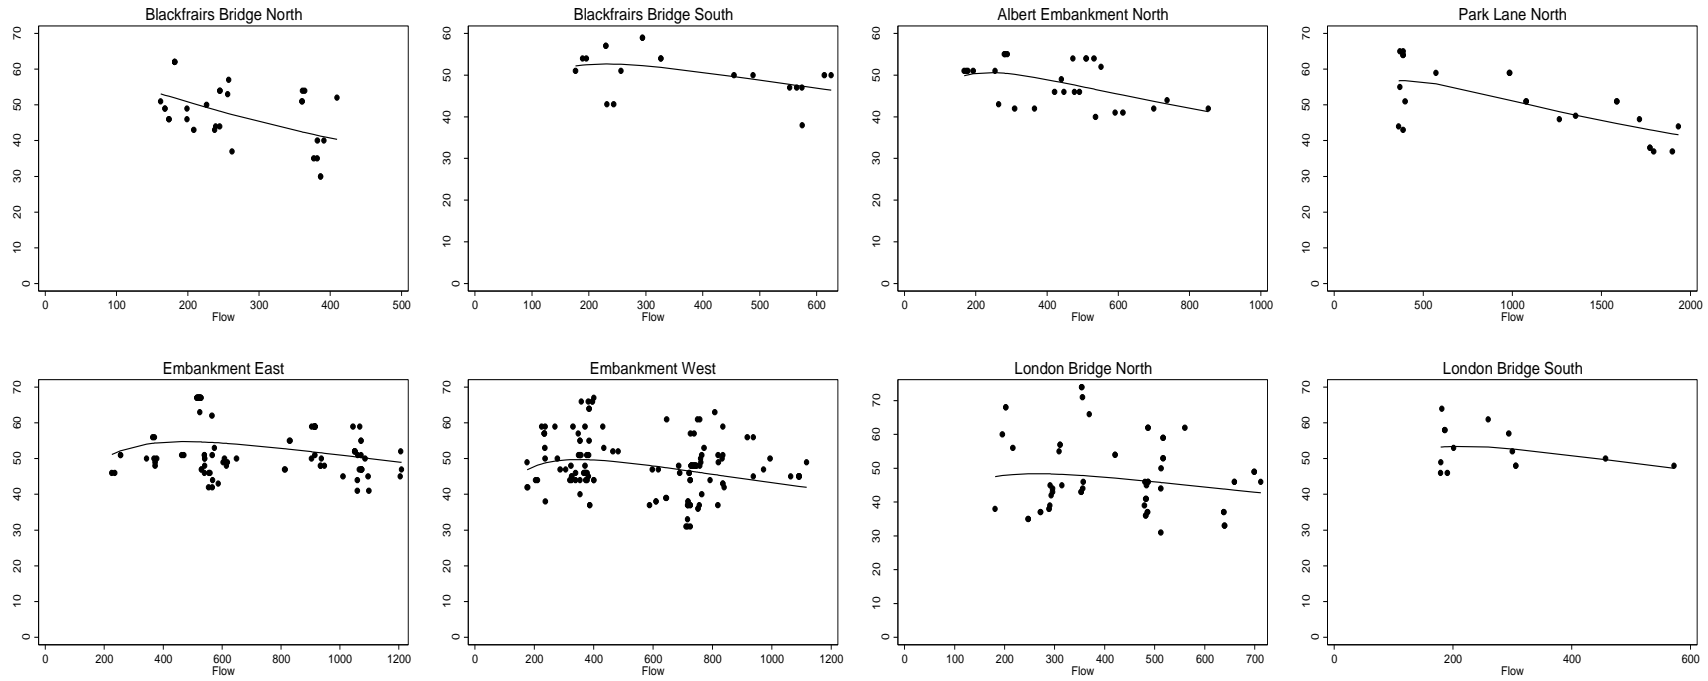 Blackfrairs Bridge North
70
60
50
40
30
20
10
0
0 100 200 300 400 500
Flow
Blackfrairs Bridge South
60
50
40
30
20
10
0
0 100 200 300 400 500 600
Flow
Albert Embankment North
60
50
40
30
20
10
0
0 200 400 600 800 1000
Flow
Park Lane North
70
60
50
40
30
20
10
0
0 500 1000 1500 2000
Flow
Embankment East
70
60
50
40
30
20
10
0
0 200 400 600 800 1000 1200
Flow
Embankment West
70
60
50
40
30
20
10
0
0 200 400 600 800 1000 1200
Flow
London Bridge North
70
60
50
40
30
20
10
0
0 100 200 300 400 500 600 700
Flow
London Bridge South
70
60
50
40
30
20
10
0
0 200 400 600
Flow